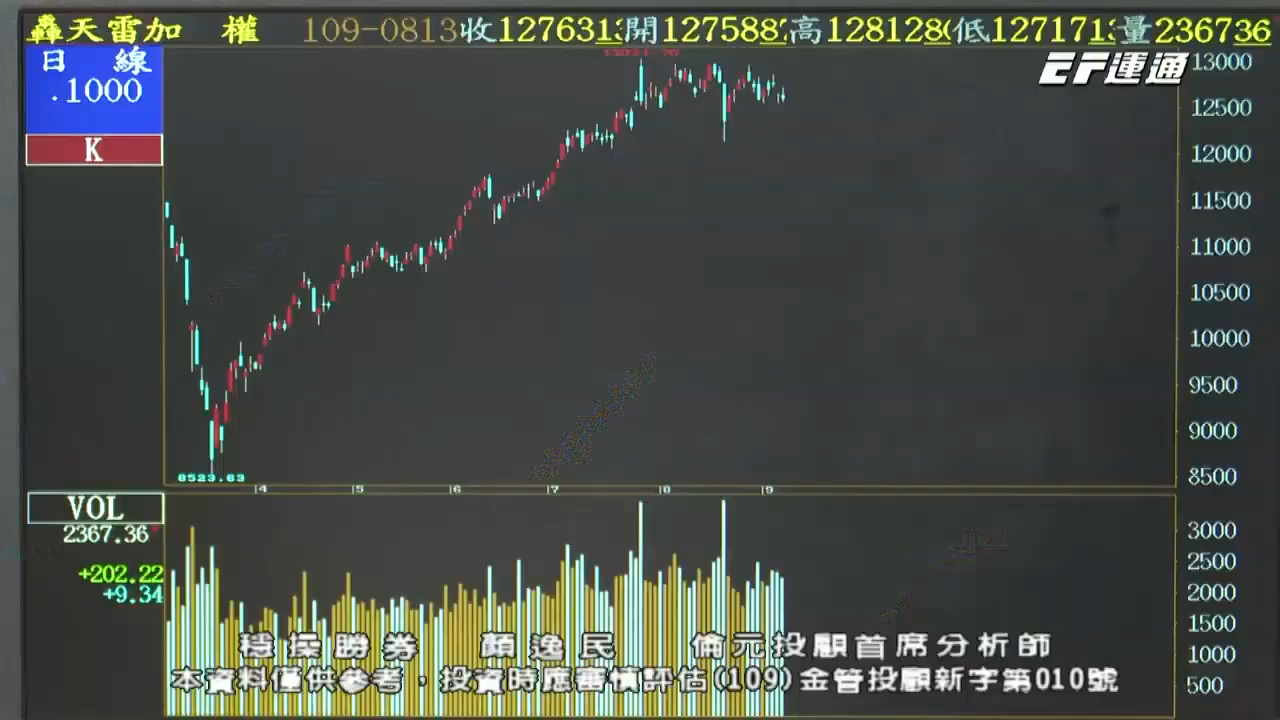 轟天雷加 權 109-0813收1276313開1275882高128128低1271713量236736
EF運通
日 線
.1000
K
13000
12500
12000
11500
11000
10500
10000
9500
9000
8500
8523.63
4 5 6 7 8 9
VOL
2367.36
+202.22
+9.34
3000
2500
2000
1500
1000
500
穩操勝券 顏逸民 倫元投顧首席分析師
本資料僅供參考，投資時應審慎評估(109)金管投顧新字第010號